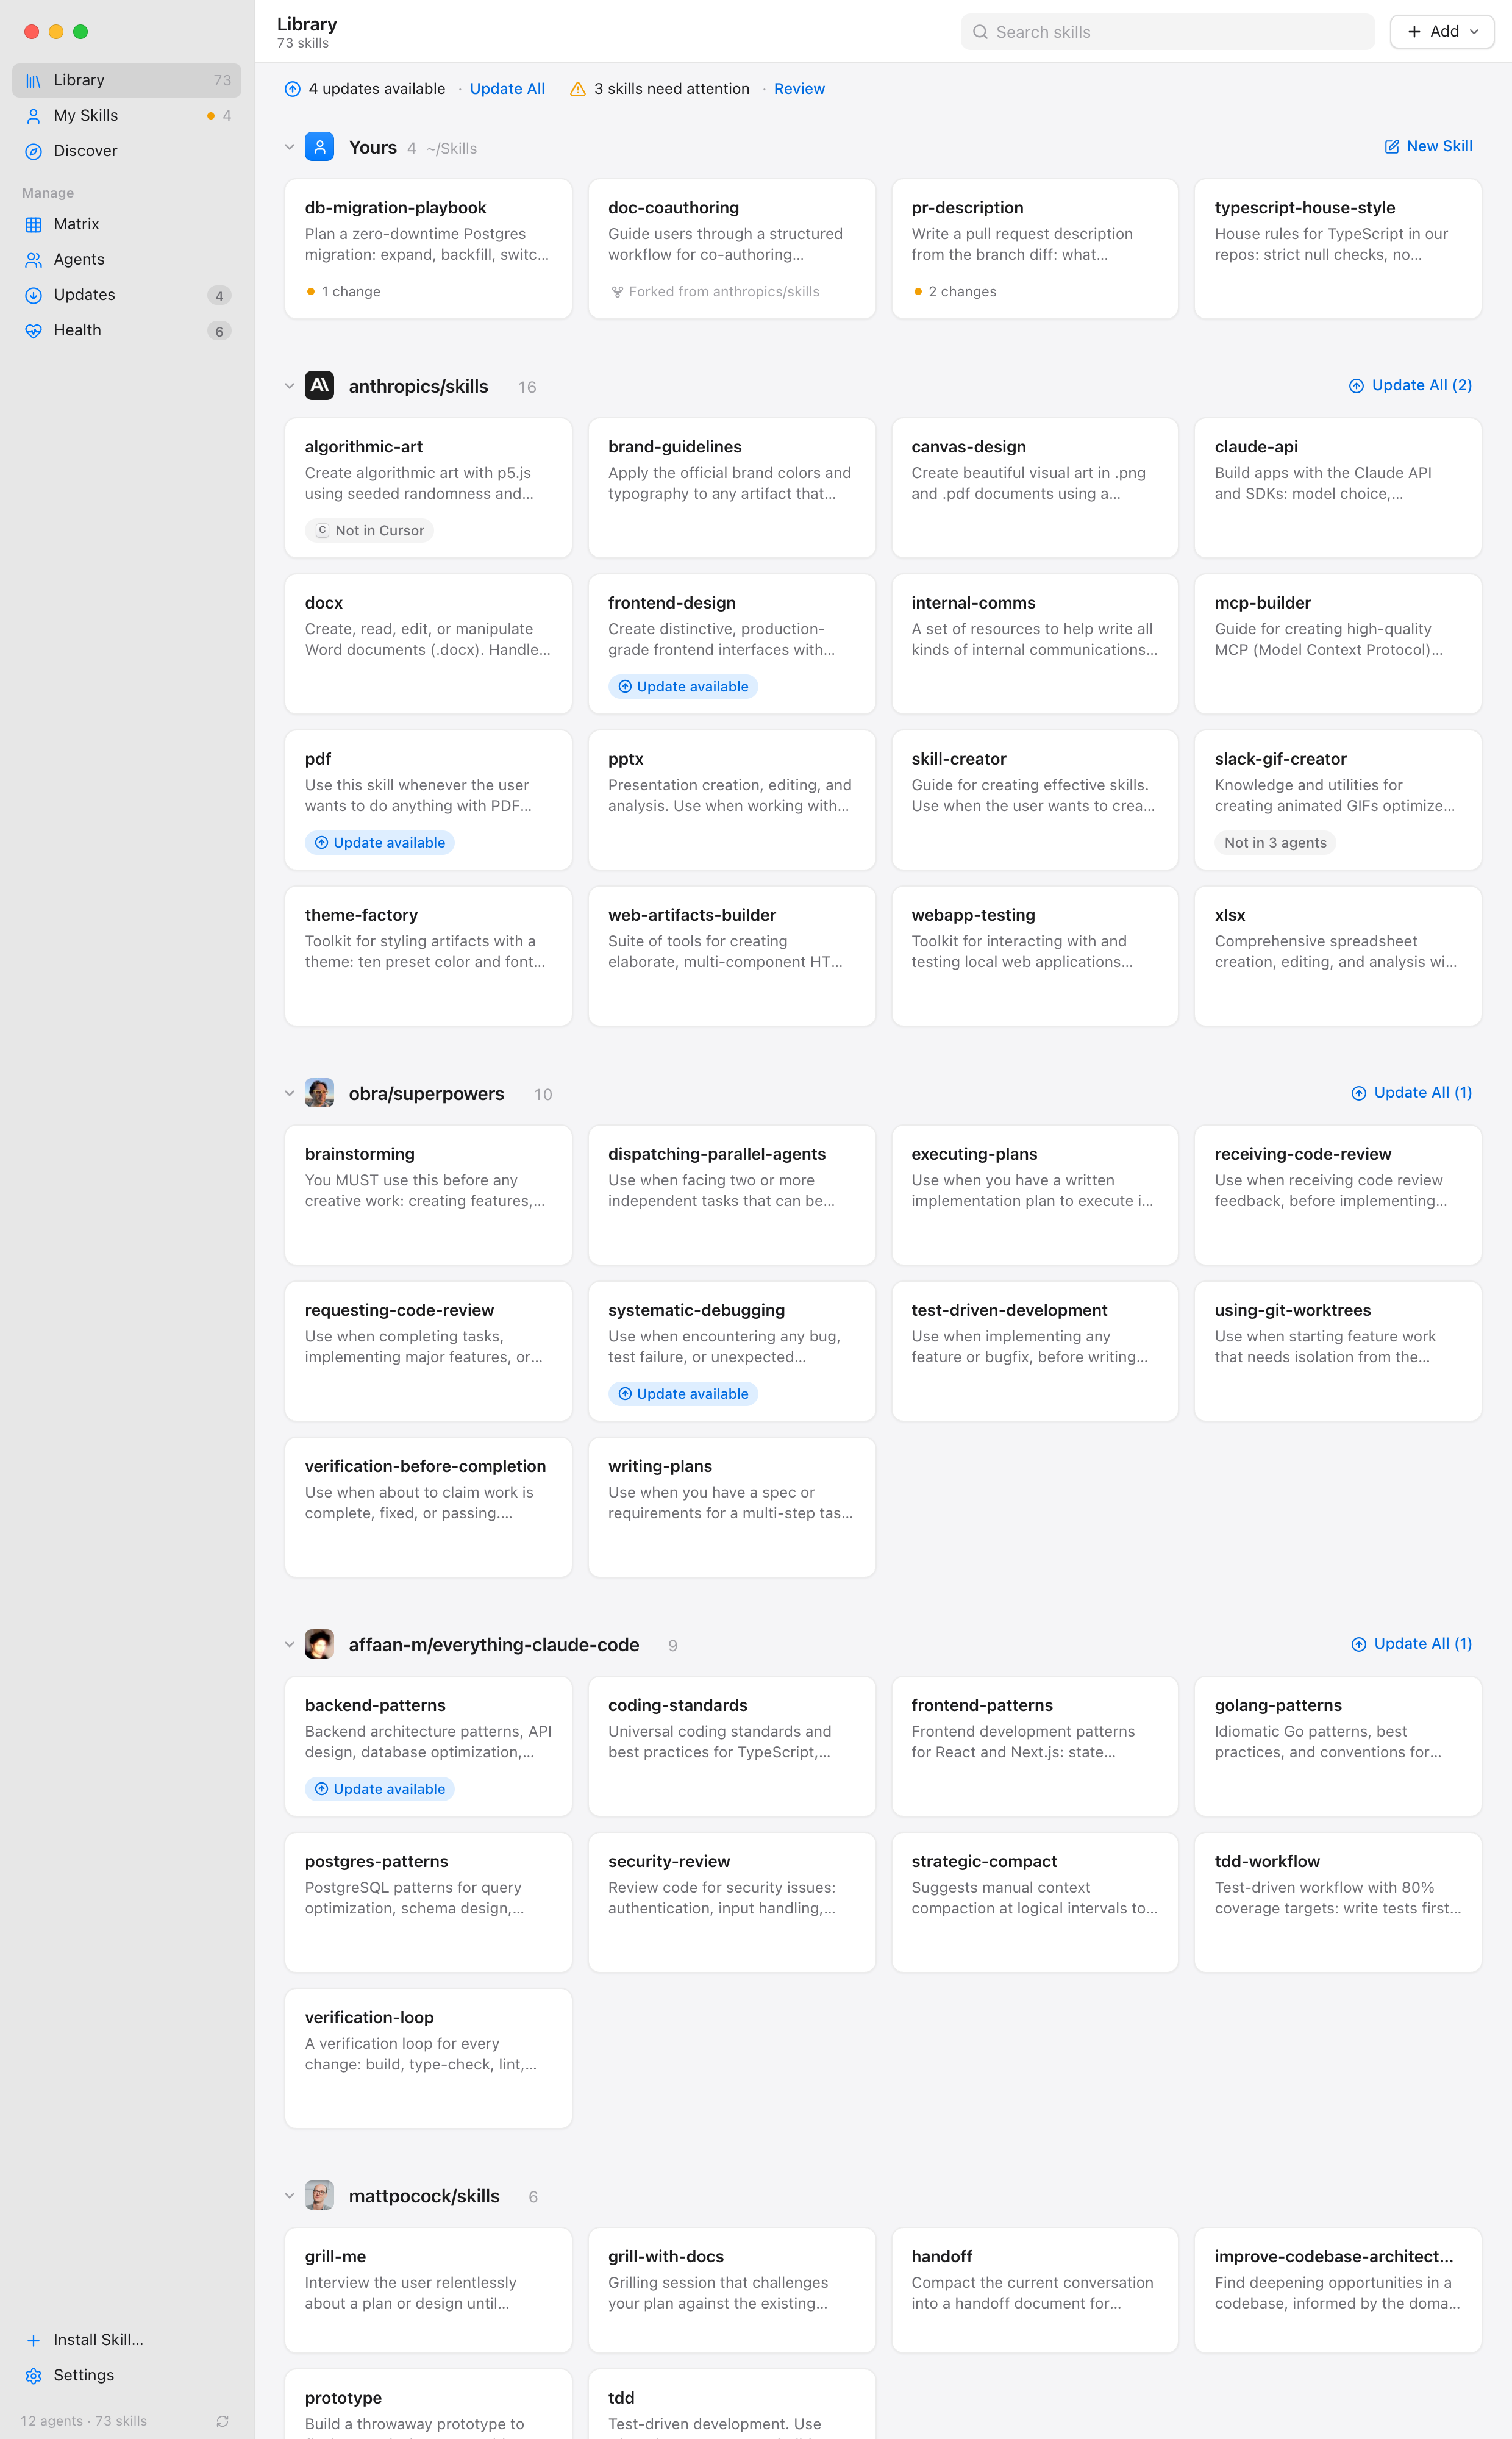 Library
73 skills
Search skills
Add
Library 73
My Skills 4
Discover
Manage
Matrix
Agents
Updates 4
Health 6
Install Skill...
Settings
12 agents · 73 skills
4 updates available · Update All 3 skills need attention · Review
Yours 4 ~/Skills
New Skill
db-migration-playbook
Plan a zero-downtime Postgres
migration: expand, backfill, switc...
1 change
doc-coauthoring
Guide users through a structured
workflow for co-authoring...
Forked from anthropics/skills
pr-description
Write a pull request description
from the branch diff: what...
2 changes
typescript-house-style
House rules for TypeScript in our
repos: strict null checks, no...
anthropics/skills 16
Update All (2)
algorithmic-art
Create algorithmic art with p5.js
using seeded randomness and...
C Not in Cursor
brand-guidelines
Apply the official brand colors and
typography to any artifact that...
canvas-design
Create beautiful visual art in .png
and .pdf documents using a...
claude-api
Build apps with the Claude API
and SDKs: model choice,...
docx
Create, read, edit, or manipulate
Word documents (.docx). Handle...
frontend-design
Create distinctive, production-
grade frontend interfaces with...
Update available
internal-comms
A set of resources to help write all
kinds of internal communications...
mcp-builder
Guide for creating high-quality
MCP (Model Context Protocol)...
pdf
Use this skill whenever the user
wants to do anything with PDF...
Update available
pptx
Presentation creation, editing, and
analysis. Use when working with...
skill-creator
Guide for creating effective skills.
Use when the user wants to crea...
slack-gif-creator
Knowledge and utilities for
creating animated GIFs optimize...
Not in 3 agents
theme-factory
Toolkit for styling artifacts with a
theme: ten preset color and font...
web-artifacts-builder
Suite of tools for creating
elaborate, multi-component HT...
webapp-testing
Toolkit for interacting with and
testing local web applications...
xlsx
Comprehensive spreadsheet
creation, editing, and analysis wi...
obra/superpowers 10
Update All (1)
brainstorming
You MUST use this before any
creative work: creating features,...
dispatching-parallel-agents
Use when facing two or more
independent tasks that can be...
executing-plans
Use when you have a written
implementation plan to execute i...
receiving-code-review
Use when receiving code review
feedback, before implementing...
requesting-code-review
Use when completing tasks,
implementing major features, or...
systematic-debugging
Use when encountering any bug,
test failure, or unexpected...
Update available
test-driven-development
Use when implementing any
feature or bugfix, before writing...
using-git-worktrees
Use when starting feature work
that needs isolation from the...
verification-before-completion
Use when about to claim work is
complete, fixed, or passing....
writing-plans
Use when you have a spec or
requirements for a multi-step tas...
affaan-m/everything-claude-code 9
Update All (1)
backend-patterns
Backend architecture patterns, API
design, database optimization,...
Update available
coding-standards
Universal coding standards and
best practices for TypeScript,...
frontend-patterns
Frontend development patterns
for React and Next.js: state...
golang-patterns
Idiomatic Go patterns, best
practices, and conventions for...
postgres-patterns
PostgreSQL patterns for query
optimization, schema design,...
security-review
Review code for security issues:
authentication, input handling,...
strategic-compact
Suggests manual context
compaction at logical intervals to...
tdd-workflow
Test-driven workflow with 80%
coverage targets: write tests first...
verification-loop
A verification loop for every
change: build, type-check, lint,...
mattpocock/skills 6
grill-me
Interview the user relentlessly
about a plan or design until...
grill-with-docs
Grilling session that challenges
your plan against the existing...
handoff
Compact the current conversation
into a handoff document for...
improve-codebase-architect...
Find deepening opportunities in a
codebase, informed by the doma...
prototype
Build a throwaway prototype to
tdd
Test-driven development. Use